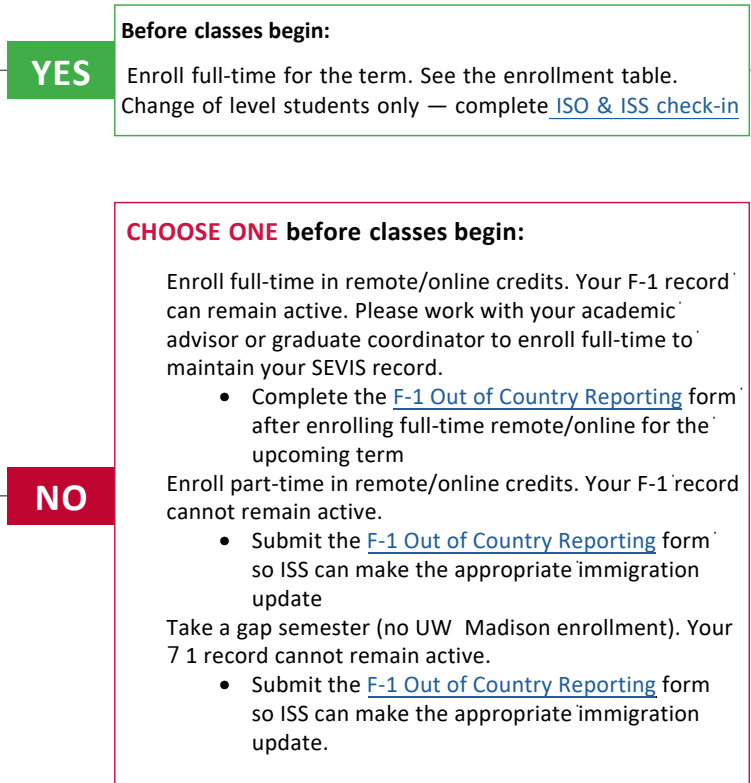 Before classes begin:
YES
Enroll full-time for the term. See the enrollment table.
Change of level students only — complete ISO & ISS check-in
CHOOSE ONE before classes begin:
Enroll full-time in remote/online credits. Your F-1 record
can remain active. Please work with your academic
advisor or graduate coordinator to enroll full-time to
maintain your SEVIS record.
• Complete the F-1 Out of Country Reporting form
after enrolling full-time remote/online for the
upcoming term
NO
Enroll part-time in remote/online credits. Your F-1 record
cannot remain active.
• Submit the F-1 Out of Country Reporting form
so ISS can make the appropriate immigration
update
Take a gap semester (no UW Madison enrollment). Your
7 1 record cannot remain active.
• Submit the F-1 Out of Country Reporting form
so ISS can make the appropriate immigration
update.